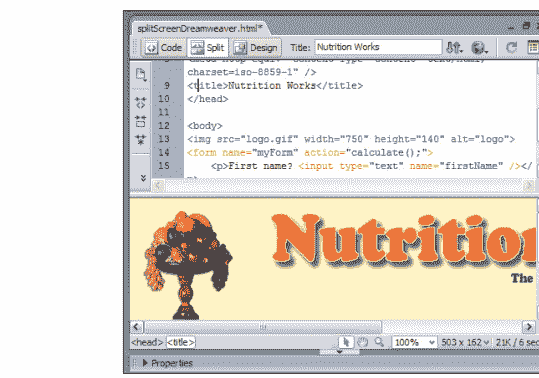 splitScreenDreamweaver.html*
Code Split Design Title: Nutrition Works
charset=iso-8859-1" />
9 <title>Nutrition Works</title>
10 </head>
11
12 <body>
13 <img src="logo.gif" width="750" height="140" alt="logo">
14 <form name="myForm" action="calculate();">
15 <p>First name? <input type="text" name="firstName" /></
Nutrition
The
<head> <title> 100% 503 x 162 21K / 6 sec
Properties